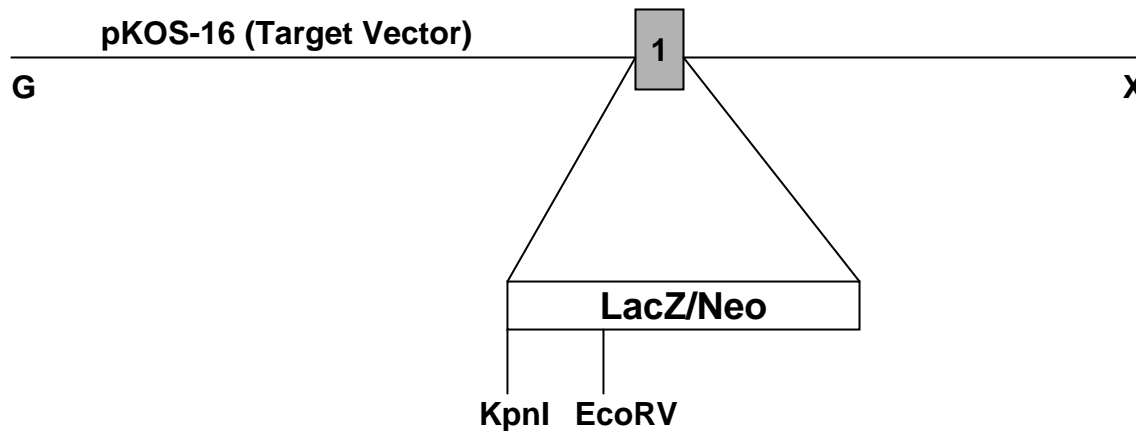 pKOS-16 (Target Vector)
1
G
X
LacZ/Neo
KpnI EcoRV